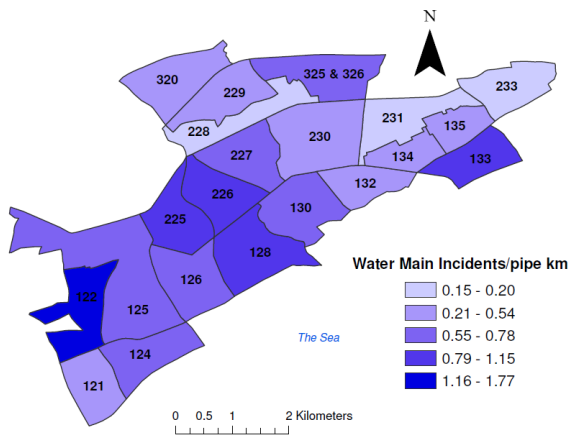 N
325 & 326
320
229
233
228
231
135
230
227
134
133
132
226
130
225
128
126
122
125
124
121
Water Main Incidents/pipe km
0.15 - 0.20
0.21 - 0.54
0.55 - 0.78
0.79 - 1.15
1.16 - 1.77
The Sea
0 0.5 1 2 Kilometers